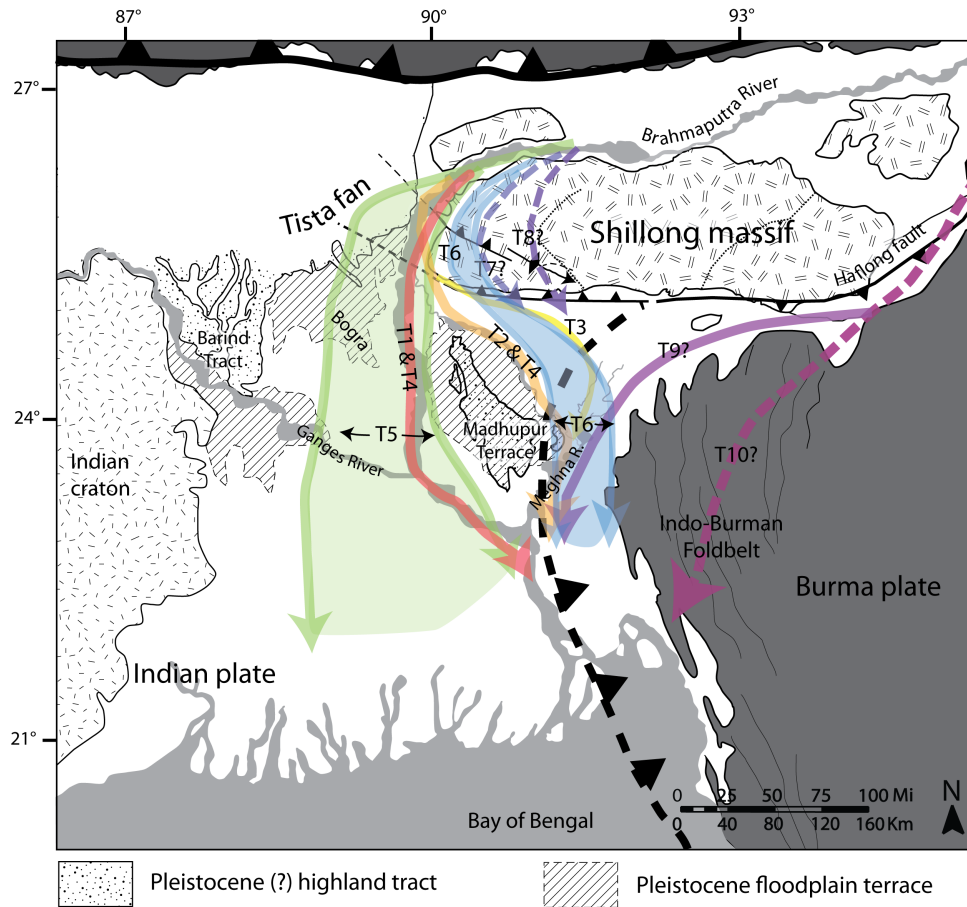 87°
90°
93°
27°
Brahmaputra River
Tista fan
Shillong massif
T8?
T6
T7?
Haflong fault
T3
Bogra
T1 & T4
T2 & T4
Barind
Tract
T9?
24°
T5
T6
Madhupur
Terrace
Ganges River
Meghna R.
Indian
craton
T10?
Indo-Burman
Foldbelt
Burma plate
Indian plate
21°
N
0 25 50 75 100 Mi
0 40 80 120 160 Km
Bay of Bengal
Pleistocene (?) highland tract
Pleistocene floodplain terrace